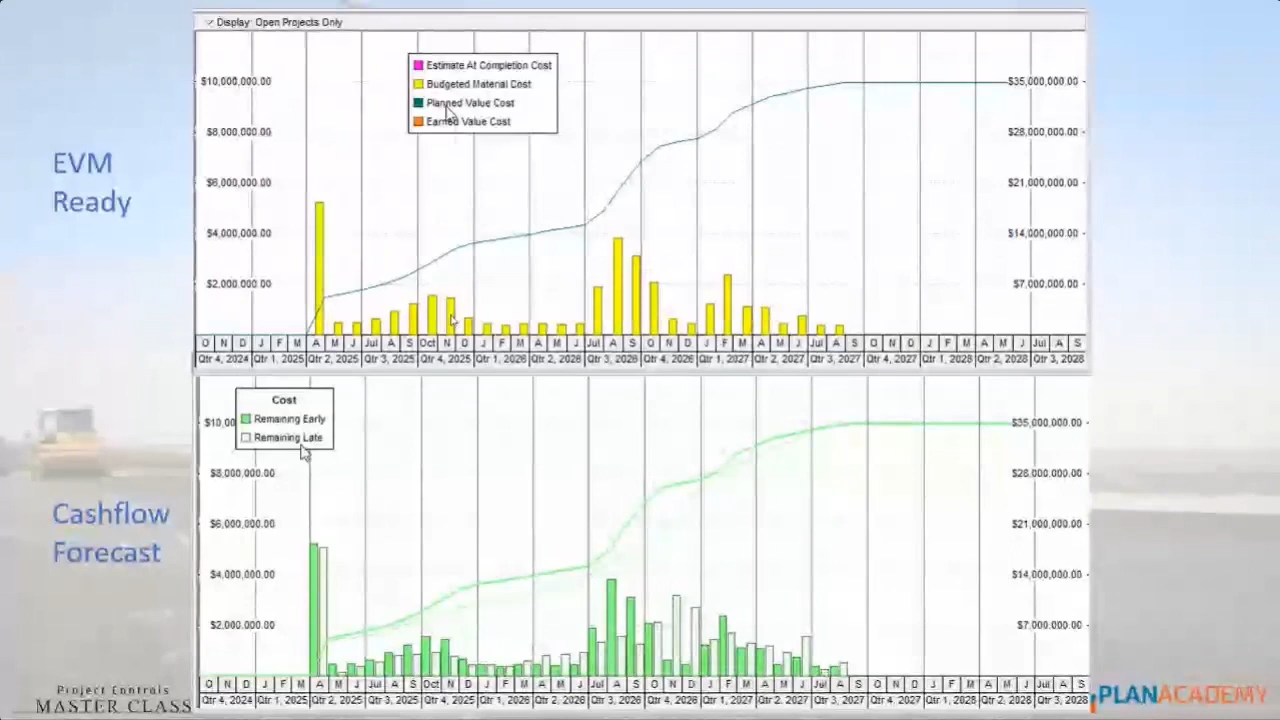 Display: Open Projects Only
EVM
Ready
Estimate At Completion Cost
Budgeted Material Cost
Planned Value Cost
Earned Value Cost
$10,000,000.00
$8,000,000.00
$6,000,000.00
$4,000,000.00
$2,000,000.00
$35,000,000.00
$28,000,000.00
$21,000,000.00
$14,000,000.00
$7,000,000.00
O N D J F M A M J Jul A S Oct N D J F M A M J Jul A S O N D J F M A M J Jul A S O N D J F M A M J Jul A S
Qtr 4, 2024 Qtr 1, 2025 Qtr 2, 2025 Qtr 3, 2025 Qtr 4, 2025 Qtr 1, 2026 Qtr 2, 2026 Qtr 3, 2026 Qtr 4, 2026 Qtr 1, 2027 Qtr 2, 2027 Qtr 3, 2027 Qtr 4, 2027 Qtr 1, 2028 Qtr 2, 2028 Qtr 3, 2028
Cashflow
Forecast
Cost
Remaining Early
Remaining Late
$10
$8,000,000.00
$6,000,000.00
$4,000,000.00
$2,000,000.00
$35,000,000.00
$28,000,000.00
$21,000,000.00
$14,000,000.00
$7,000,000.00
O N D J F M A M J Jul A S Oct N D J F M A M J Jul A S O N D J F M A M J Jul A S O N D J F M A M J Jul A S
Qtr 4, 2024 Qtr 1, 2025 Qtr 2, 2025 Qtr 3, 2025 Qtr 4, 2025 Qtr 1, 2026 Qtr 2, 2026 Qtr 3, 2026 Qtr 4, 2026 Qtr 1, 2027 Qtr 2, 2027 Qtr 3, 2027 Qtr 4, 2027 Qtr 1, 2028 Qtr 2, 2028 Qtr 3, 2028
Project Controls
MASTER CLASS
PLANACADEMY